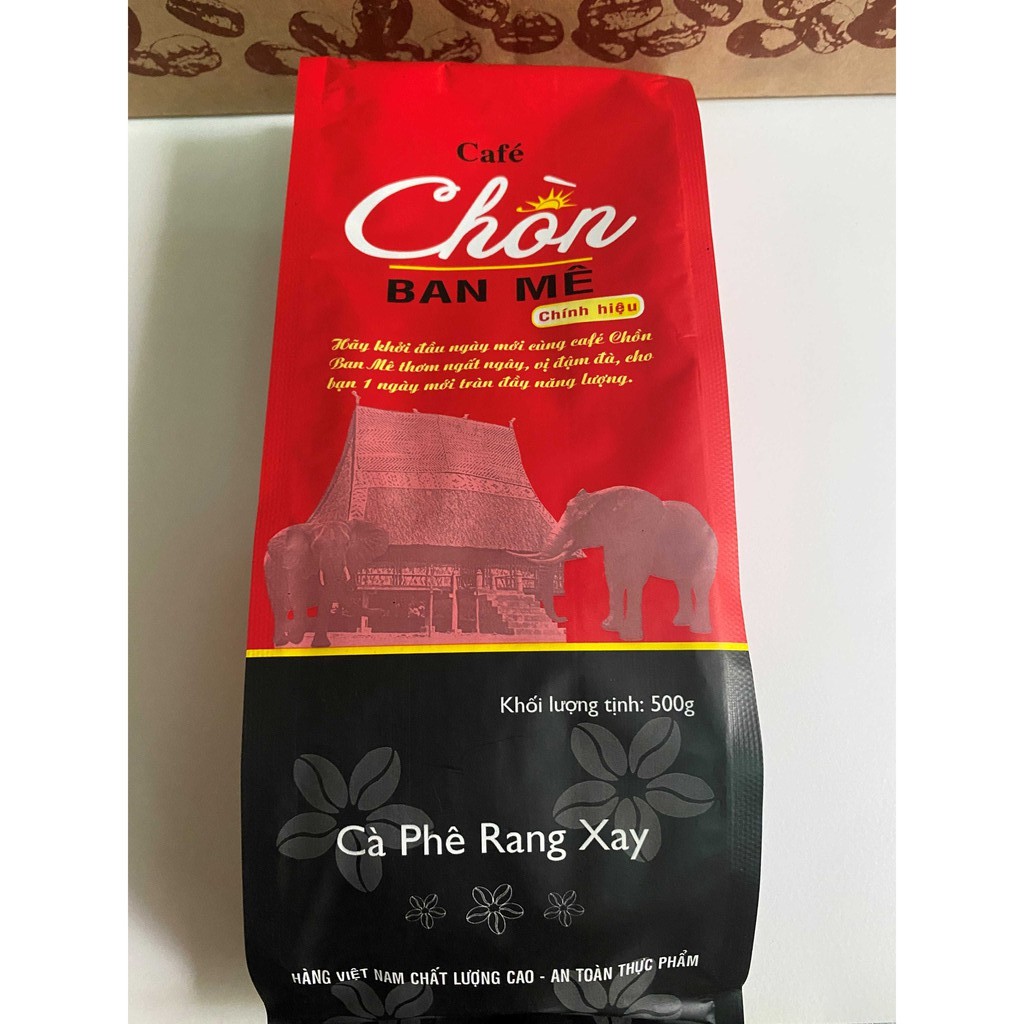 Café
Chồn
BAN MÊ
Chính hiệu
Hãy khởi đầu ngày mới cùng café Chồn
Ban Mê thơm ngất ngây, vị đậm đà, cho
bạn 1 ngày mới tràn đầy năng lượng.
Khối lượng tịnh: 500g
Cà Phê Rang Xay
HÀNG VIỆT NAM CHẤT LƯỢNG CAO - AN TOÀN THỰC PHẨM